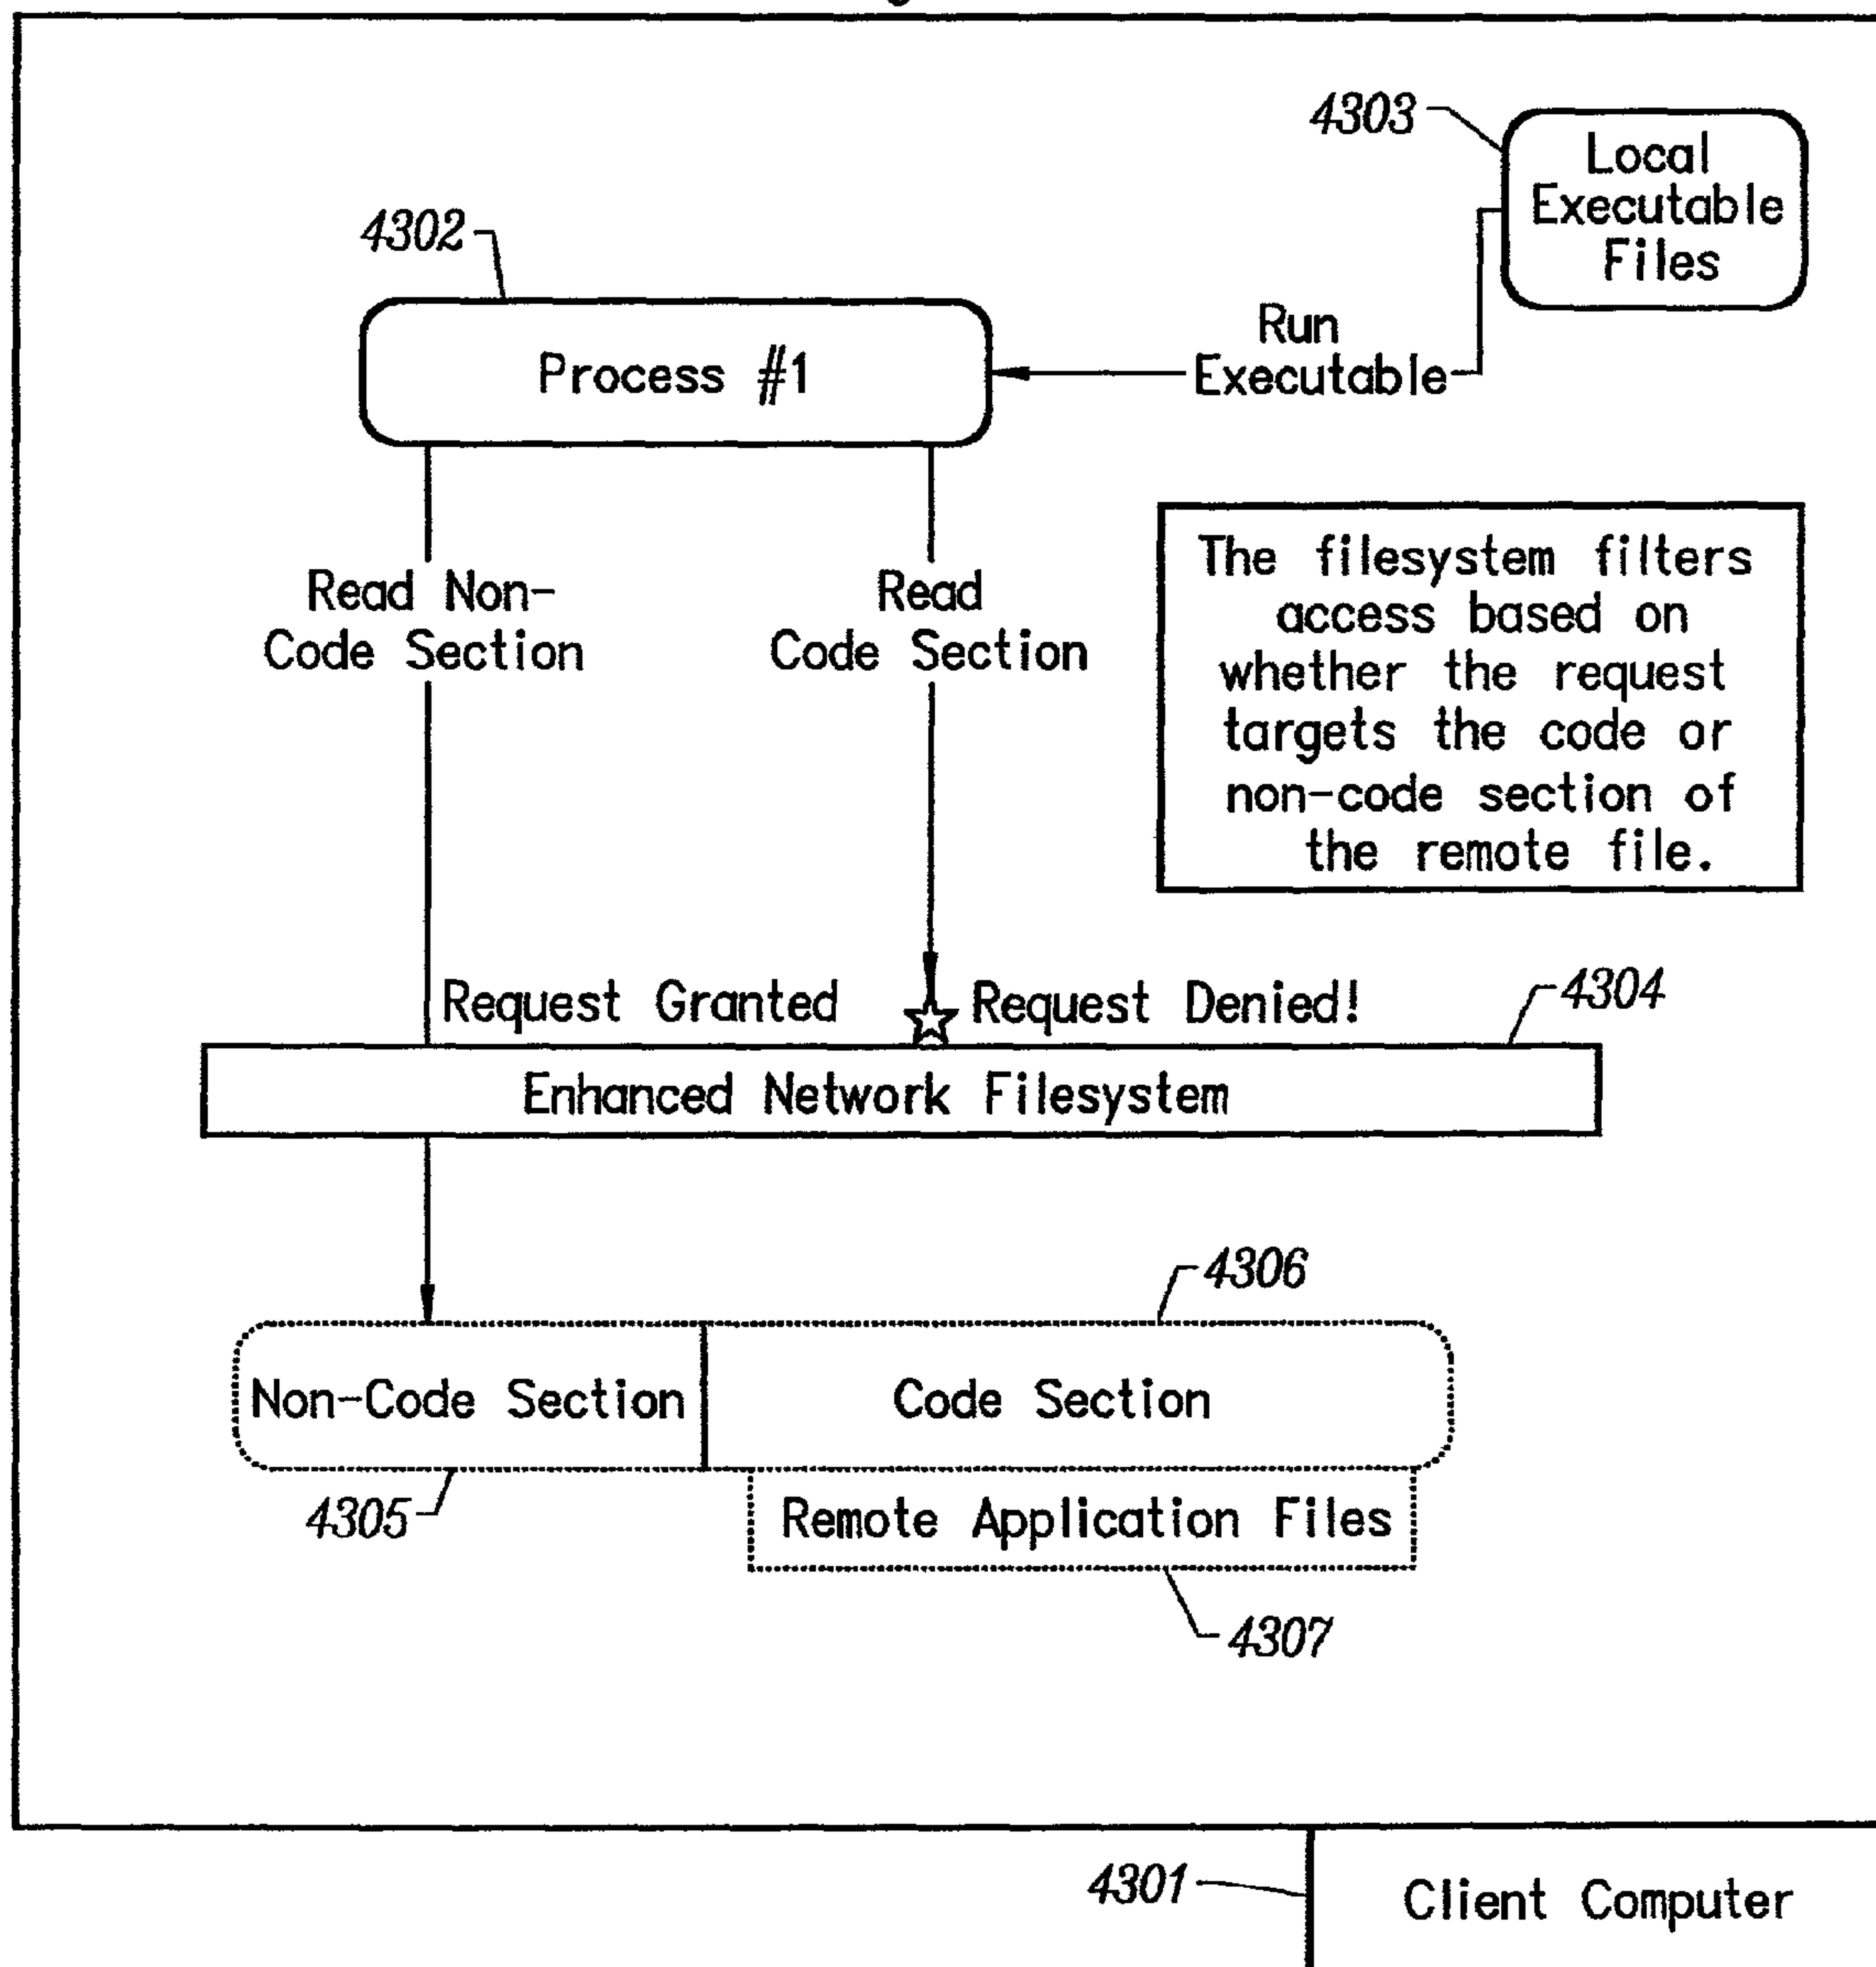 4303
Local
Executable
Files
4302
Run
Executable
Process #1
The filesystem filters
access based on
whether the request
targets the code or
non-code section of
the remote file.
Read Non-
Code Section
Read
Code Section
Request Granted
Request Denied!
4304
Enhanced Network Filesystem
4306
Non-Code Section
Code Section
4305
Remote Application Files
4307
4301
Client Computer